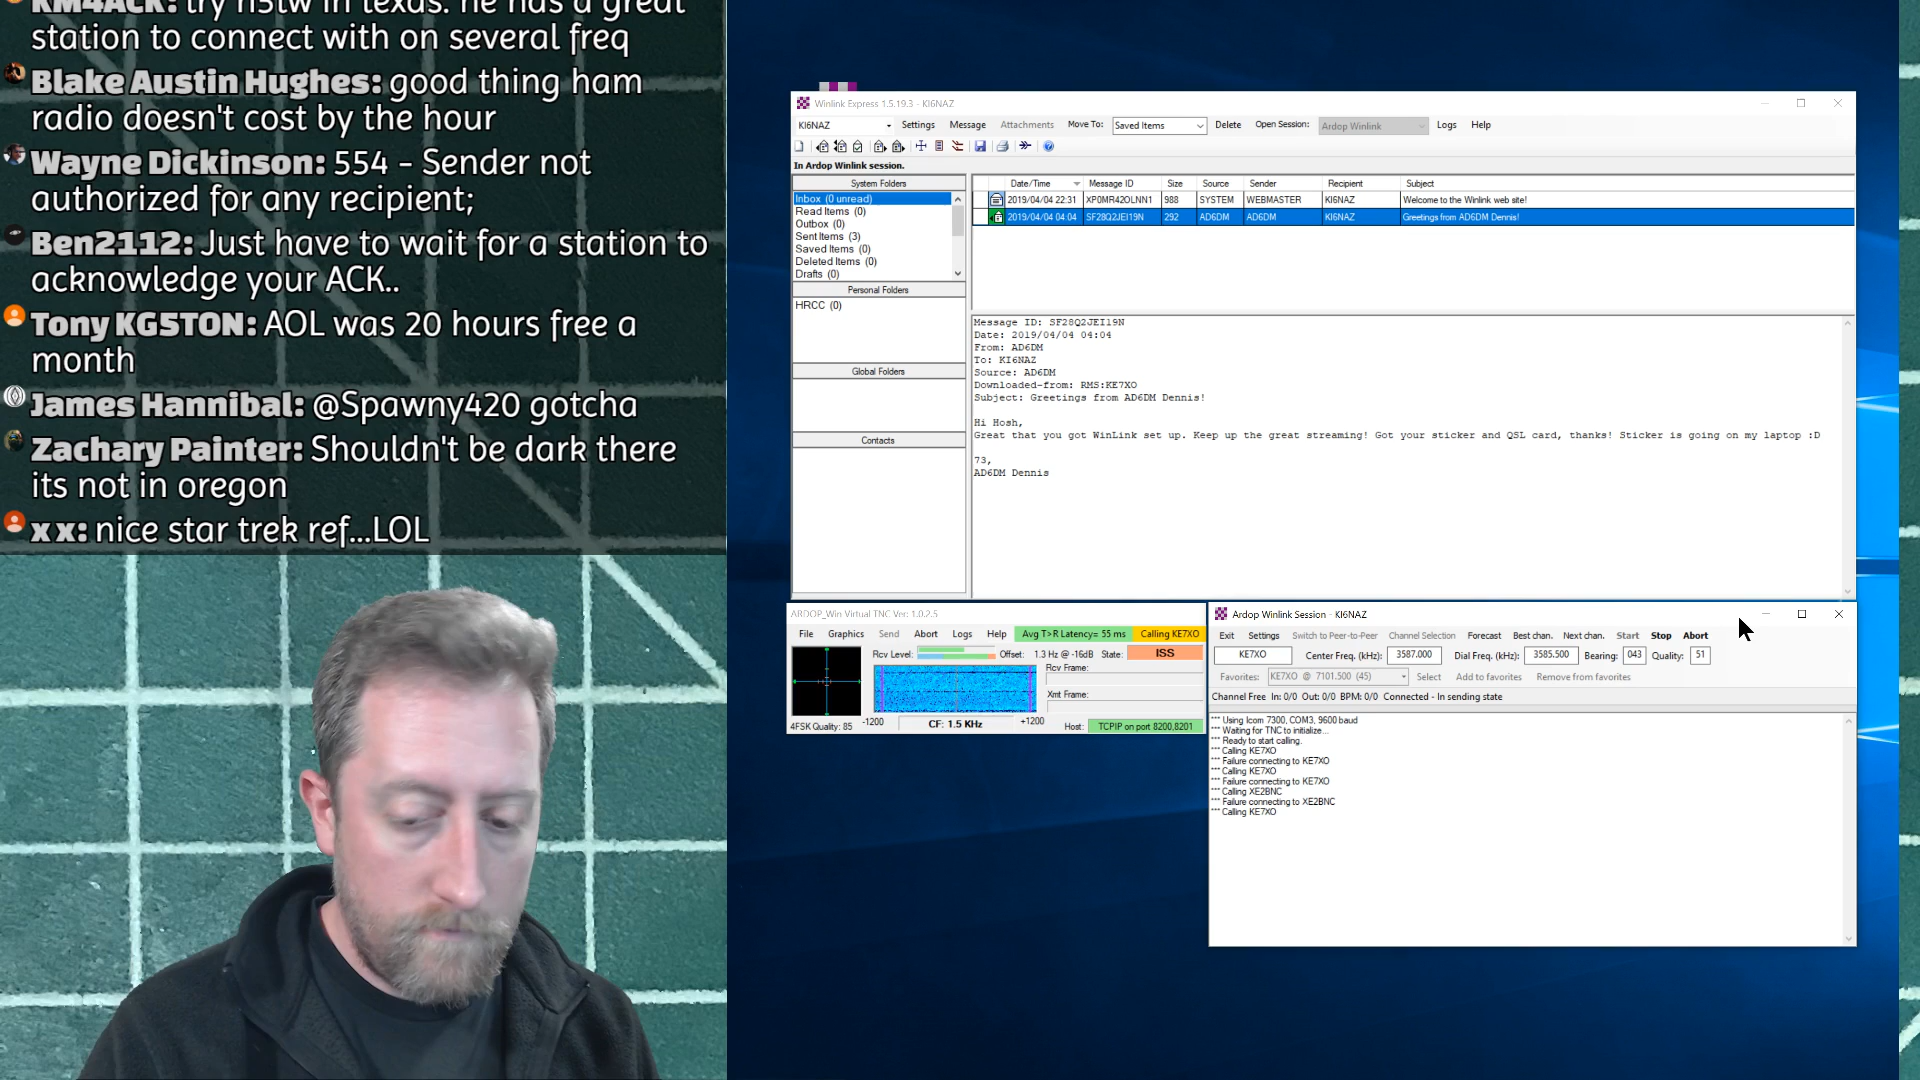 KM4ACK: try n5tw in texas. he has a great
station to connect with on several freq
Blake Austin Hughes: good thing ham
radio doesn't cost by the hour
Wayne Dickinson: 554 - Sender not
authorized for any recipient;
Ben2112: Just have to wait for a station to
acknowledge your ACK..
Tony KG5TON: AOL was 20 hours free a
month
James Hannibal: @Spawny420 gotcha
Zachary Painter: Shouldn't be dark there
its not in oregon
x x: nice star trek ref...LOL
Winlink Express 1.5.19.3 - KI6NAZ
KI6NAZ Settings Message Attachments Move To: Saved Items Delete Open Session: Ardop Winlink Logs Help
In Ardop Winlink session.
System Folders
Inbox (0 unread)
Read Items (0)
Outbox (0)
Sent Items (3)
Saved Items (0)
Deleted Items (0)
Drafts (0)
Personal Folders
HRCC (0)
Global Folders
Contacts
Date/Time Message ID Size Source Sender Recipient Subject
2019/04/04 22:31 XP0MR42OLNN1 988 SYSTEM WEBMASTER KI6NAZ Welcome to the Winlink web site!
2019/04/04 04:04 SF28Q2JEI19N 292 AD6DM AD6DM KI6NAZ Greetings from AD6DM Dennis!
Message ID: SF28Q2JEI19N
Date: 2019/04/04 04:04
From: AD6DM
To: KI6NAZ
Source: AD6DM
Downloaded-from: RMS:KE7XO
Subject: Greetings from AD6DM Dennis!
Hi Hosh,
Great that you got WinLink set up. Keep up the great streaming! Got your sticker and QSL card, thanks! Sticker is going on my laptop :D
73,
AD6DM Dennis
ARDOP_Win Virtual TNC Ver: 1.0.2.5
File Graphics Send Abort Logs Help Avg T>R Latency= 55 ms Calling KE7XO
Rcv Level: Offset: 1.3 Hz @ -16dB State: ISS
Rcv Frame:
Xmt Frame:
4FSK Quality: 85 -1200 CF: 1.5 KHz +1200 Host: TCPIP on port 8200,8201
Ardop Winlink Session - KI6NAZ
Exit Settings Switch to Peer-to-Peer Channel Selection Forecast Best chan. Next chan. Start Stop Abort
KE7XO Center Freq. (kHz): 3587.000 Dial Freq. (kHz): 3585.500 Bearing: 043 Quality: 51
Favorites: KE7XO @ 7101.500 (45) Select Add to favorites Remove from favorites
Channel Free In: 0/0 Out: 0/0 BPM: 0/0 Connected - In sending state
*** Using Icom 7300, COM3, 9600 baud
*** Waiting for TNC to initialize...
*** Ready to start calling.
*** Calling KE7XO
*** Failure connecting to KE7XO
*** Calling KE7XO
*** Failure connecting to KE7XO
*** Calling XE2BNC
*** Failure connecting to XE2BNC
*** Calling KE7XO